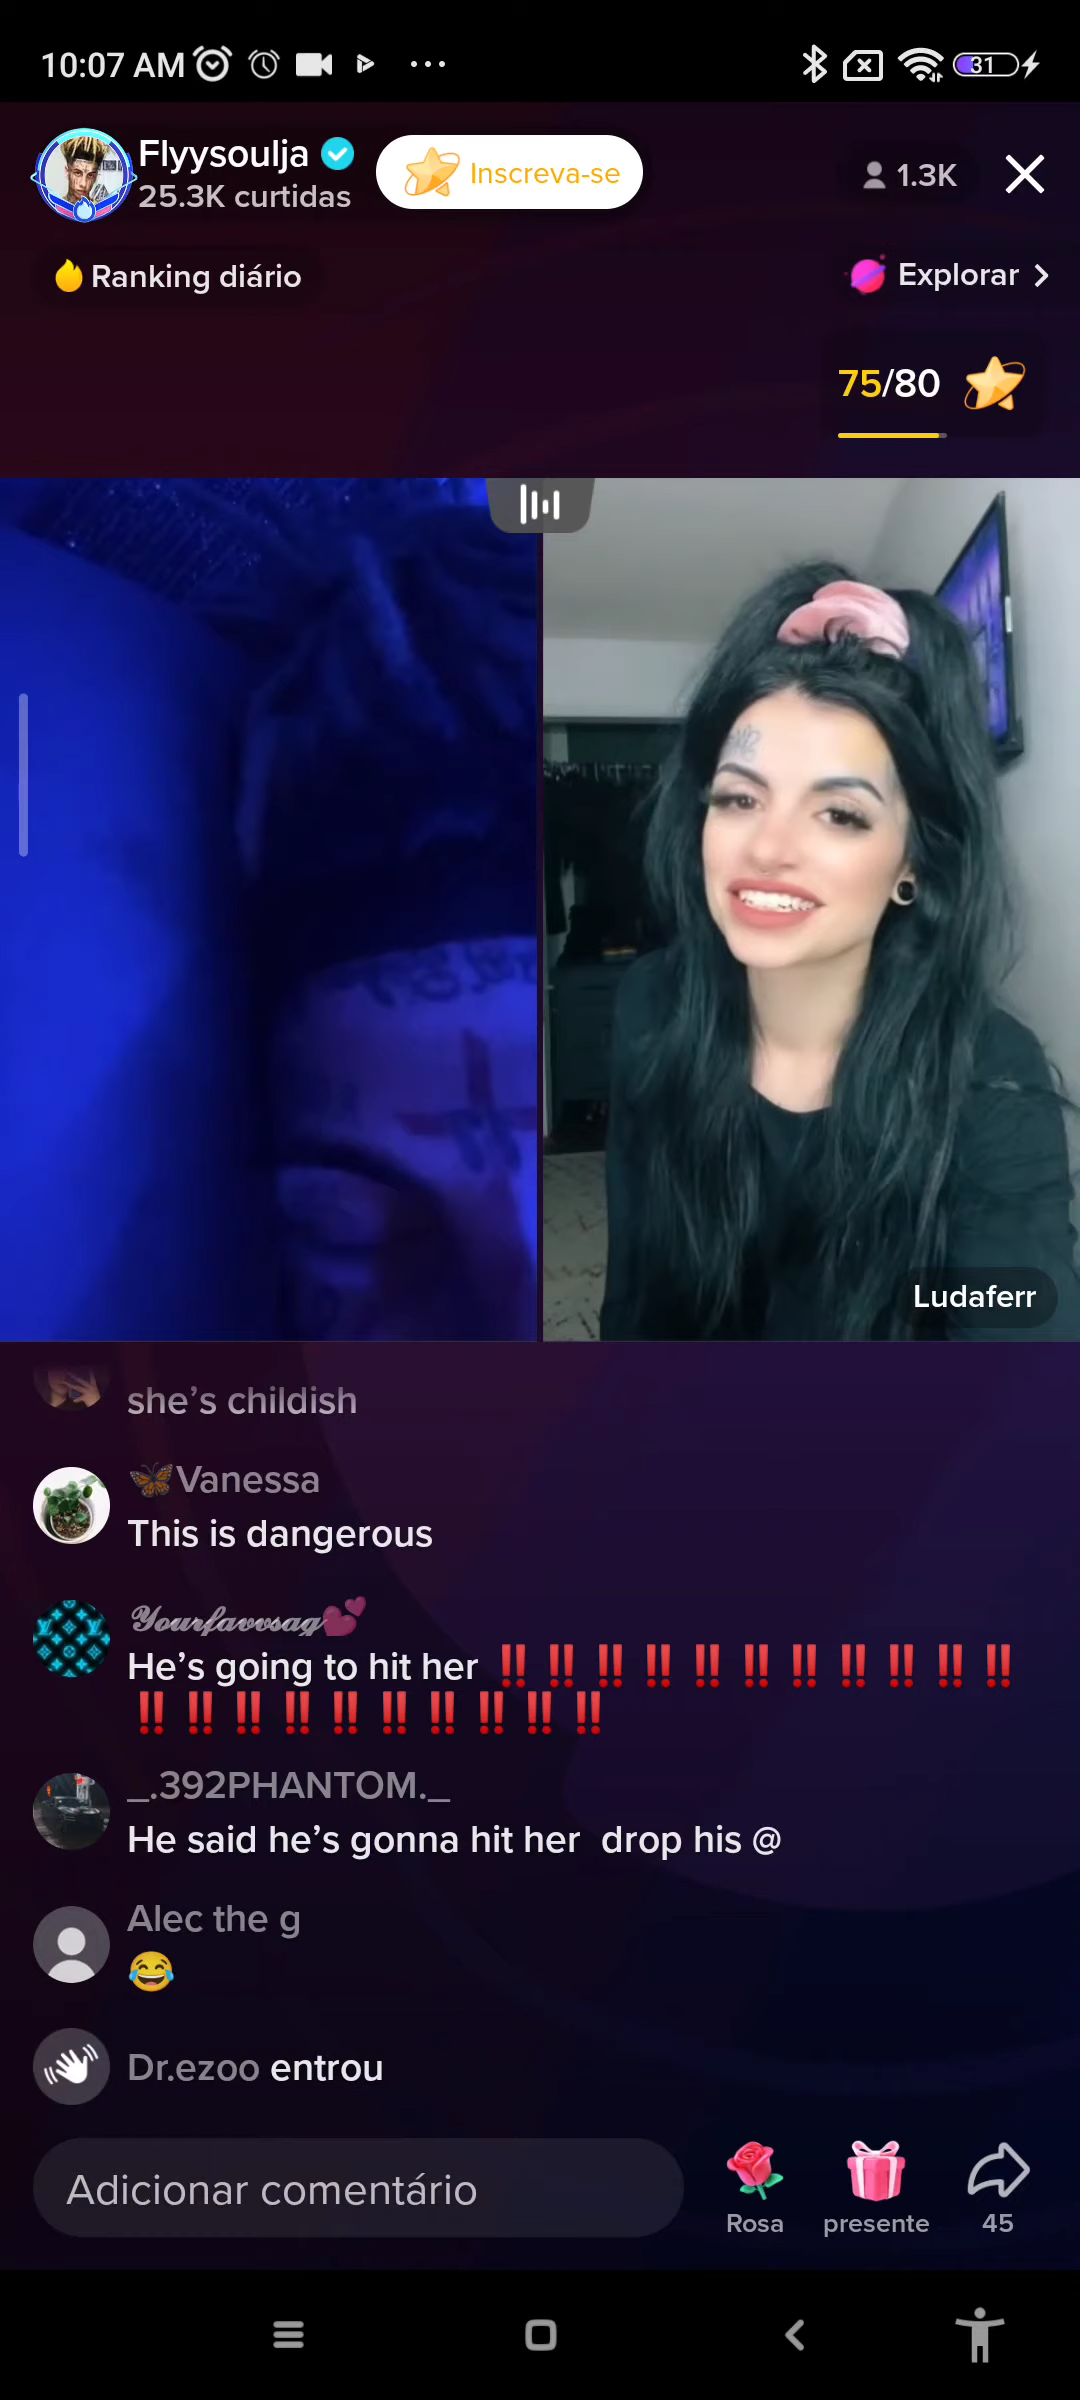 10:07 AM
31
Flyysoulja
25.3K curtidas
Inscreva-se
1.3K
Ranking diário
Explorar
75/80
Ludaferr
she's childish
🦋Vanessa
This is dangerous
𝒴ℴ𝓊𝓇𝒻𝒶𝓋ℴ𝓈𝒶ℊ💕
He's going to hit her ‼️‼️‼️‼️‼️‼️‼️‼️‼️‼️‼️
‼️‼️‼️‼️‼️‼️‼️‼️‼️‼️
_.392PHANTOM._
He said he's gonna hit her  drop his @
Alec the g
😂
Dr.ezoo entrou
Adicionar comentário
Rosa
presente
45